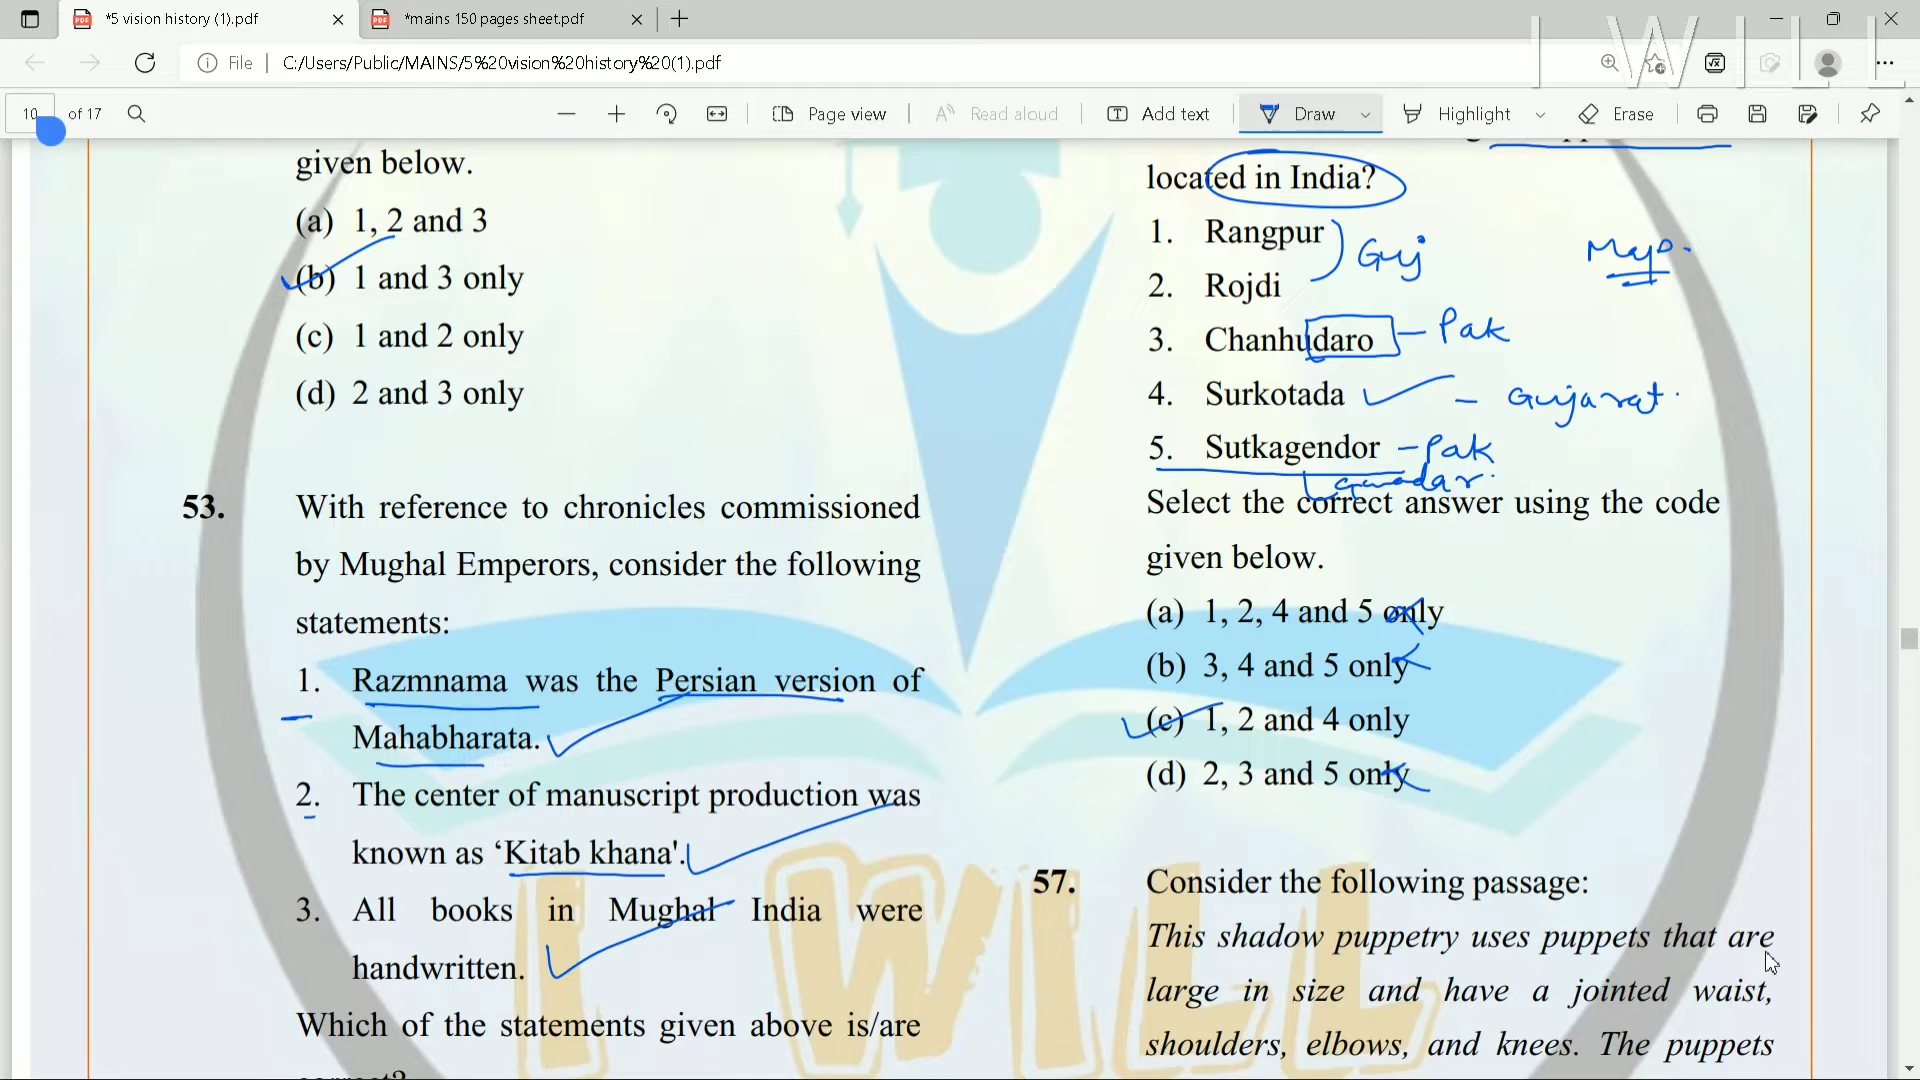 *5 vision history (1).pdf
*mains 150 pages sheet.pdf
I WILL
File
C:/Users/Public/MAINS/5%20vision%20history%20(1).pdf
10 of 17
Page view
Read aloud
Add text
Draw
Highlight
Erase
given below.
(a) 1, 2 and 3
(b) 1 and 3 only
(c) 1 and 2 only
(d) 2 and 3 only
53. With reference to chronicles commissioned
by Mughal Emperors, consider the following
statements:
1. Razmnama was the Persian version of
Mahabharata.
2. The center of manuscript production was
known as ‘Kitab khana'.
3. All books in Mughal India were
handwritten.
Which of the statements given above is/are
correct?
located in India?
1. Rangpur
Guj
2. Rojdi
3. Chanhudaro - Pak
4. Surkotada - Gujarat.
5. Sutkagendor - Pak
Gwadar.
Select the correct answer using the code
given below.
(a) 1, 2, 4 and 5 only
(b) 3, 4 and 5 only
(c) 1, 2 and 4 only
(d) 2, 3 and 5 only
57. Consider the following passage:
This shadow puppetry uses puppets that are
large in size and have a jointed waist,
shoulders, elbows, and knees. The puppets
I WILL